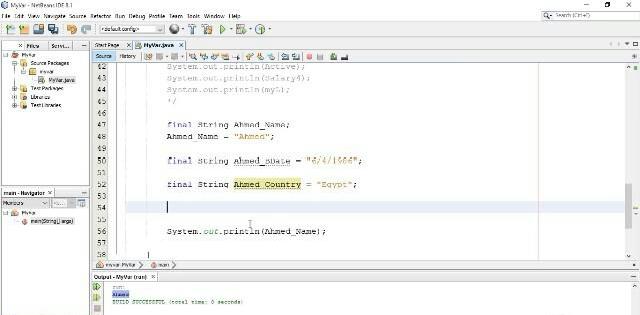 MyVar - NetBeans IDE 8.1
File Edit View Navigate Source Refactor Run Debug Profile Team Tools Window Help
Search (Ctrl+I)
<default config>
Files Servi...
Start Page MyVar.java
MyVar
Source Packages
myvar
MyVar.java
Test Packages
Libraries
Test Libraries
Source History
42 System.out.println(Active);
43 System.out.println(Salary4);
44 System.out.println(myL);
45 */
46
47 final String Ahmed_Name;
48 Ahmed_Name = "Ahmed";
49
50 final String Ahmed_BDate = "6/4/1986";
51
52 final String Ahmed_Country = "Egypt";
53
54
55
56 System.out.println(Ahmed_Name);
57
58 }
main - Navigator
Members
MyVar
main(String[] args)
myvar.MyVar main
Output - MyVar (run)
run:
Ahmed
BUILD SUCCESSFUL (total time: 0 seconds)